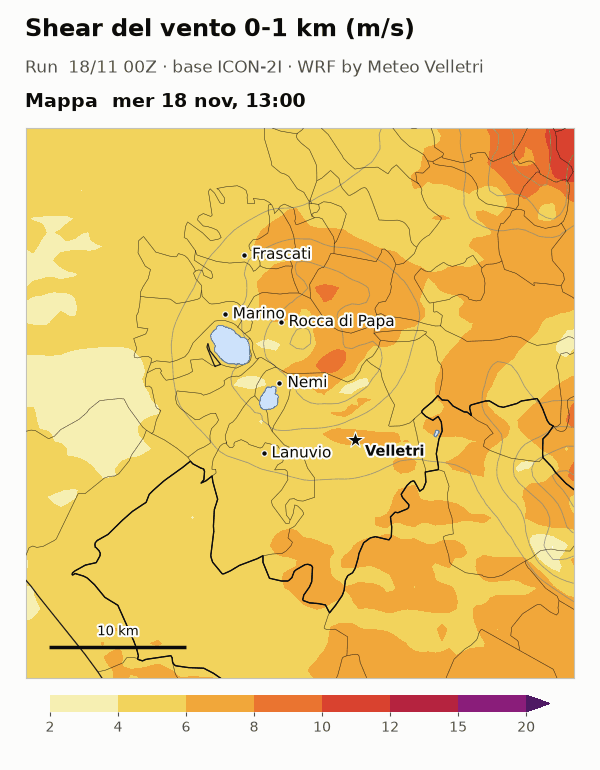 Shear del vento 0-1 km (m/s)
Run  18/11 00Z · base ICON-2I · WRF by Meteo Velletri
Mappa  mer 18 nov, 13:00
Frascati
Marino
Rocca di Papa
Nemi
Velletri
Lanuvio
10 km
2 4 6 8 10 12 15 20